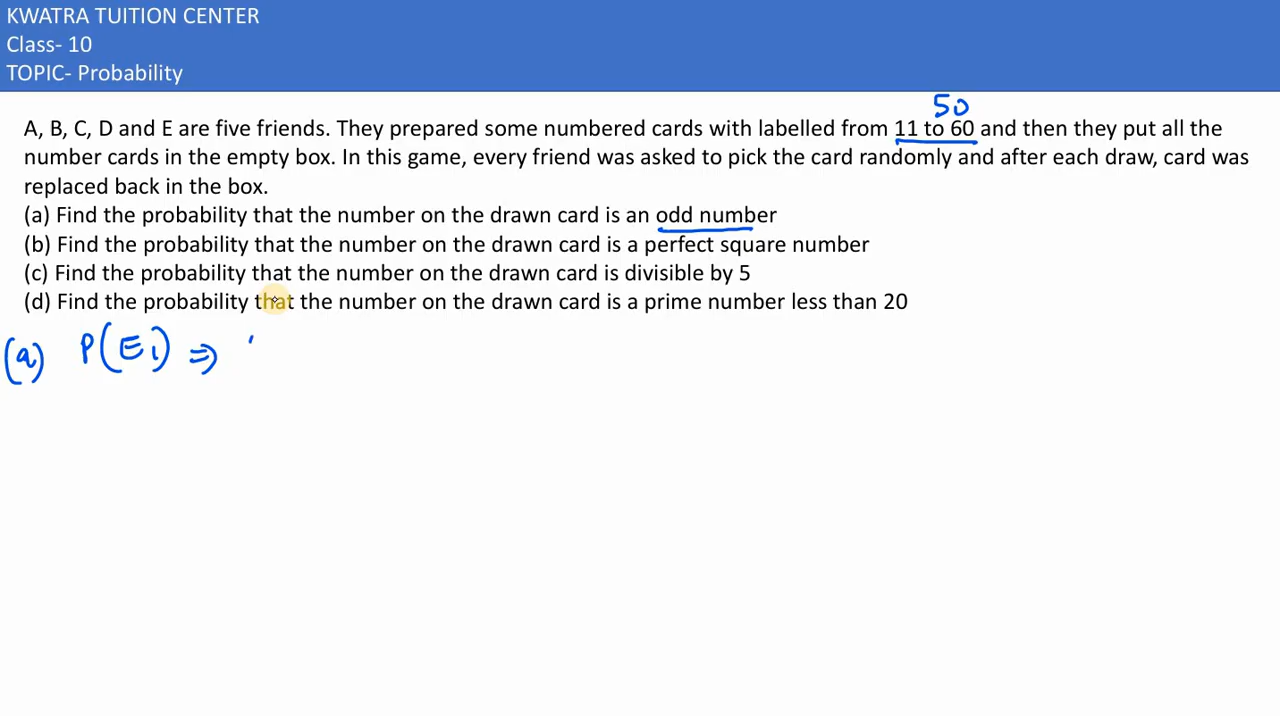 KWATRA TUITION CENTER
Class- 10
TOPIC- Probability
50
A, B, C, D and E are five friends. They prepared some numbered cards with labelled from 11 to 60 and then they put all the
number cards in the empty box. In this game, every friend was asked to pick the card randomly and after each draw, card was
replaced back in the box.
(a) Find the probability that the number on the drawn card is an odd number
(b) Find the probability that the number on the drawn card is a perfect square number
(c) Find the probability that the number on the drawn card is divisible by 5
(d) Find the probability that the number on the drawn card is a prime number less than 20
(a) P(E₁) ⇒